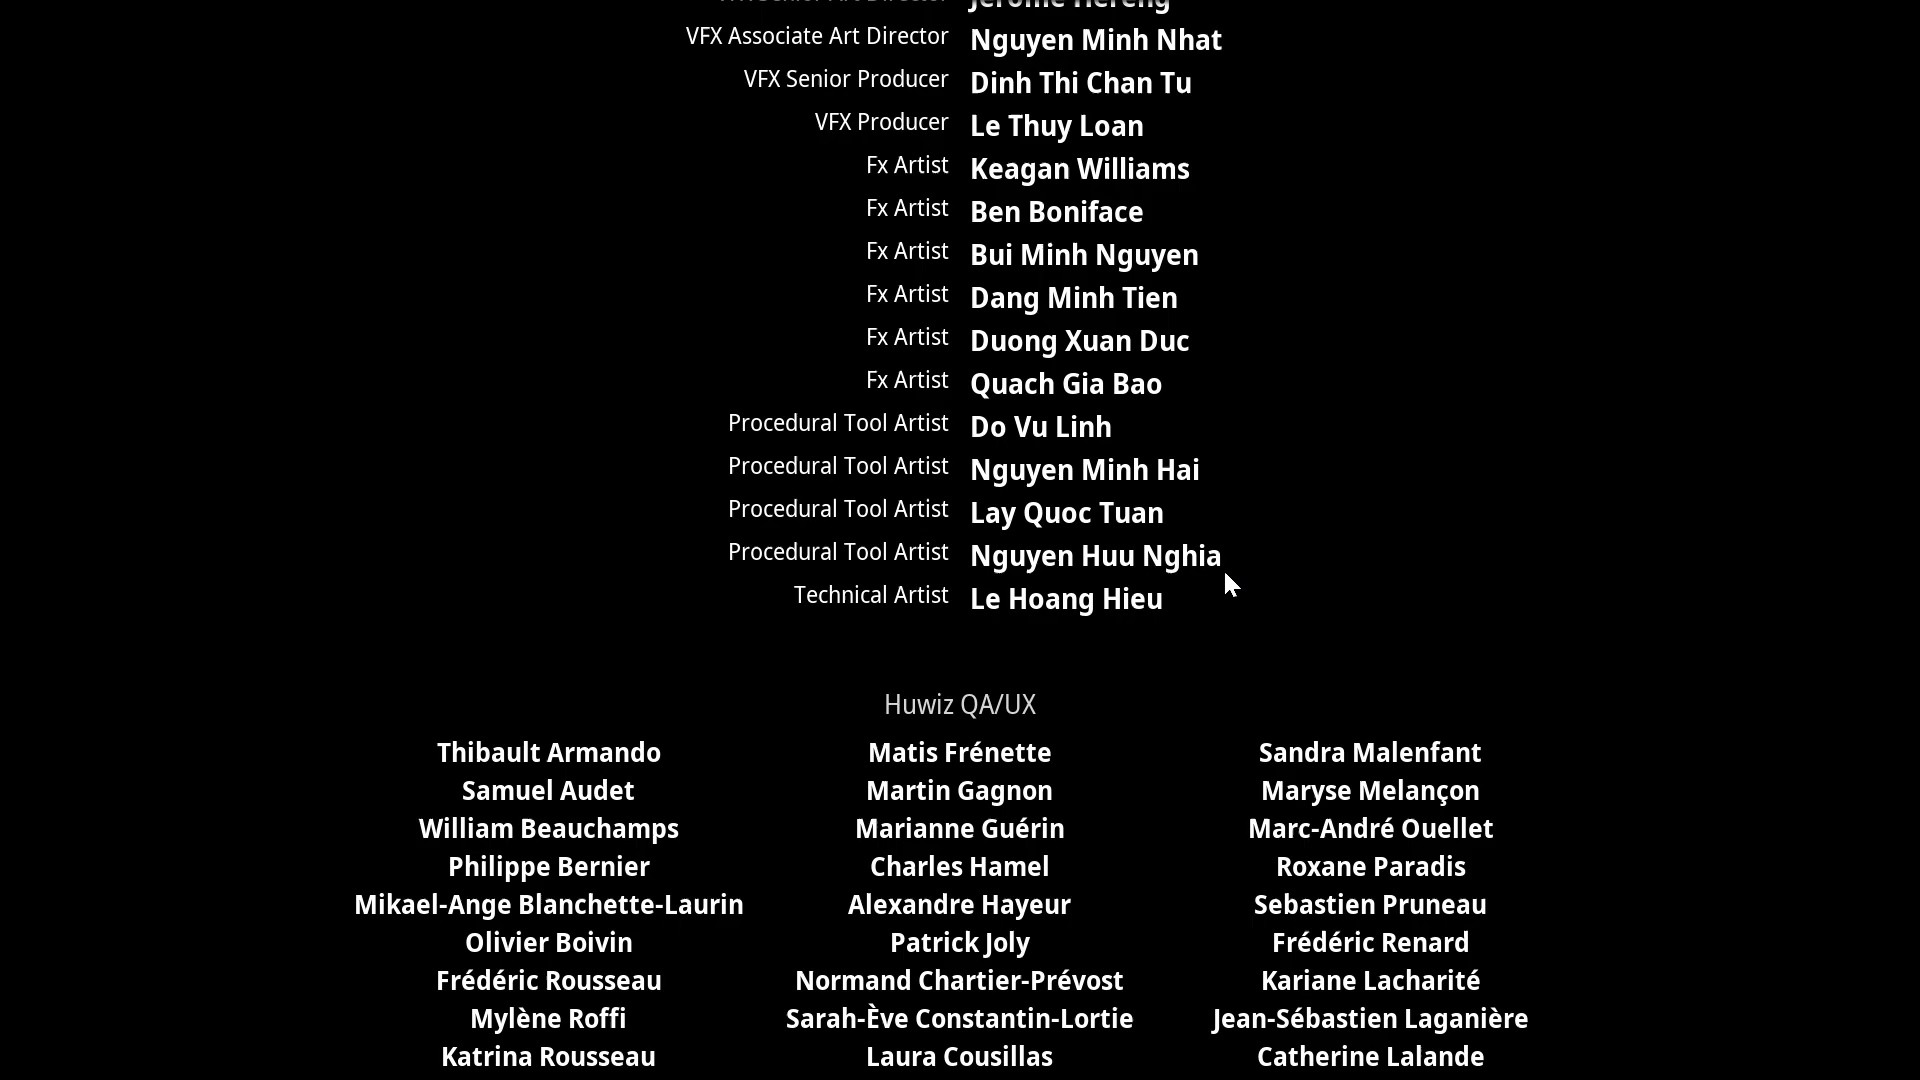 Jerome Hereng
VFX Associate Art Director Nguyen Minh Nhat
VFX Senior Producer Dinh Thi Chan Tu
VFX Producer Le Thuy Loan
Fx Artist Keagan Williams
Fx Artist Ben Boniface
Fx Artist Bui Minh Nguyen
Fx Artist Dang Minh Tien
Fx Artist Duong Xuan Duc
Fx Artist Quach Gia Bao
Procedural Tool Artist Do Vu Linh
Procedural Tool Artist Nguyen Minh Hai
Procedural Tool Artist Lay Quoc Tuan
Procedural Tool Artist Nguyen Huu Nghia
Technical Artist Le Hoang Hieu
Huwiz QA/UX
Thibault Armando Matis Frénette Sandra Malenfant
Samuel Audet Martin Gagnon Maryse Melançon
William Beauchamps Marianne Guérin Marc-André Ouellet
Philippe Bernier Charles Hamel Roxane Paradis
Mikael-Ange Blanchette-Laurin Alexandre Hayeur Sebastien Pruneau
Olivier Boivin Patrick Joly Frédéric Renard
Frédéric Rousseau Normand Chartier-Prévost Kariane Lacharité
Mylène Roffi Sarah-Ève Constantin-Lortie Jean-Sébastien Laganière
Katrina Rousseau Laura Cousillas Catherine Lalande